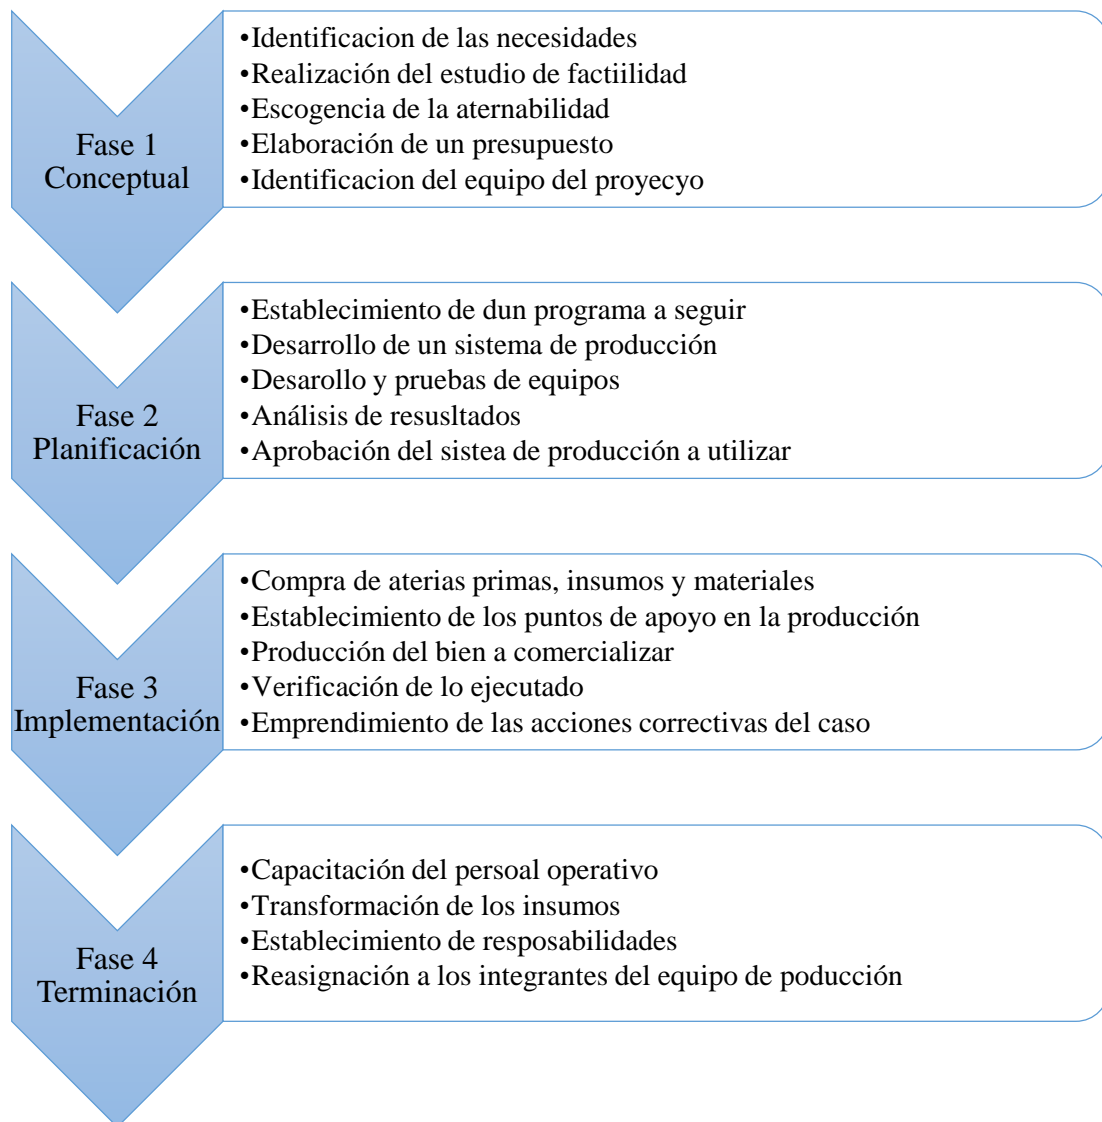 Fase 1
Conceptual
•Identificacion de las necesidades
•Realización del estudio de factiilidad
•Escogencia de la aternabilidad
•Elaboración de un presupuesto
•Identificacion del equipo del proyecyo
Fase 2
Planificación
•Establecimiento de dun programa a seguir
•Desarrollo de un sistema de producción
•Desarollo y pruebas de equipos
•Análisis de resusltados
•Aprobación del sistea de producción a utilizar
Fase 3
Implementación
•Compra de aterias primas, insumos y materiales
•Establecimiento de los puntos de apoyo en la producción
•Producción del bien a comercializar
•Verificación de lo ejecutado
•Emprendimiento de las acciones correctivas del caso
Fase 4
Terminación
•Capacitación del persoal operativo
•Transformación de los insumos
•Establecimiento de resposabilidades
•Reasignación a los integrantes del equipo de poducción